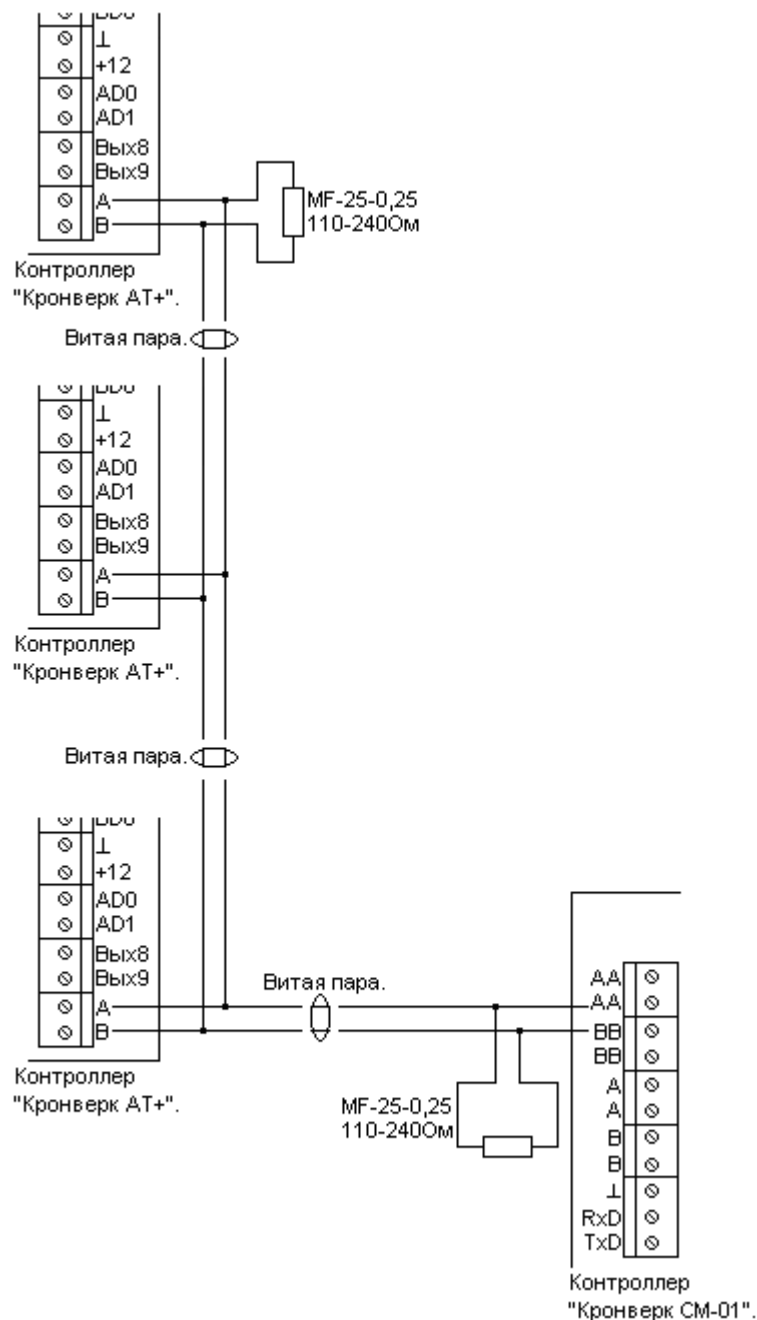 ⊥
+12
AD0
AD1
Вых8
Вых9
A
B
MF-25-0,25
110-240Ом
Контроллер
"Кронверк АТ+".
Витая пара.
⊥
+12
AD0
AD1
Вых8
Вых9
A
B
Контроллер
"Кронверк АТ+".
Витая пара.
⊥
+12
AD0
AD1
Вых8
Вых9
A
B
Контроллер
"Кронверк АТ+".
Витая пара.
MF-25-0,25
110-240Ом
AA
AA
BB
BB
A
A
B
B
⊥
RxD
TxD
Контроллер
"Кронверк СМ-01".